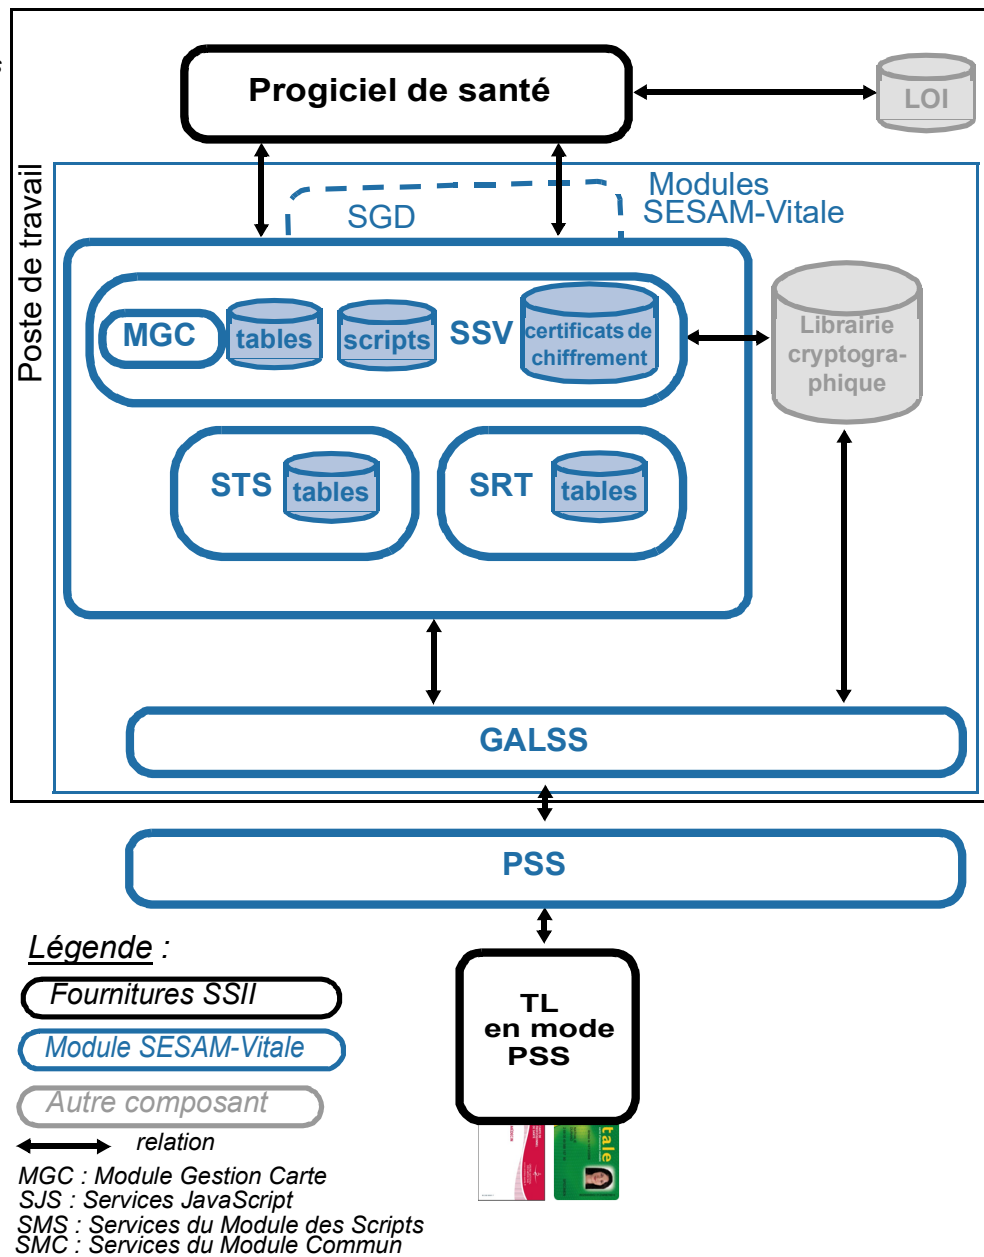 Progiciel de santé
LOI
Poste de travail
Modules
SESAM-Vitale
SGD
MGC
tables
scripts
SSV
certificats de
chiffrement
Librairie
cryptogra-
phique
STS
tables
SRT
tables
GALSS
PSS
TL
en mode
PSS
tale
Légende :
Fournitures SSII
Module SESAM-Vitale
Autre composant
relation
MGC : Module Gestion Carte
SJS : Services JavaScript
SMS : Services du Module des Scripts
SMC : Services du Module Commun